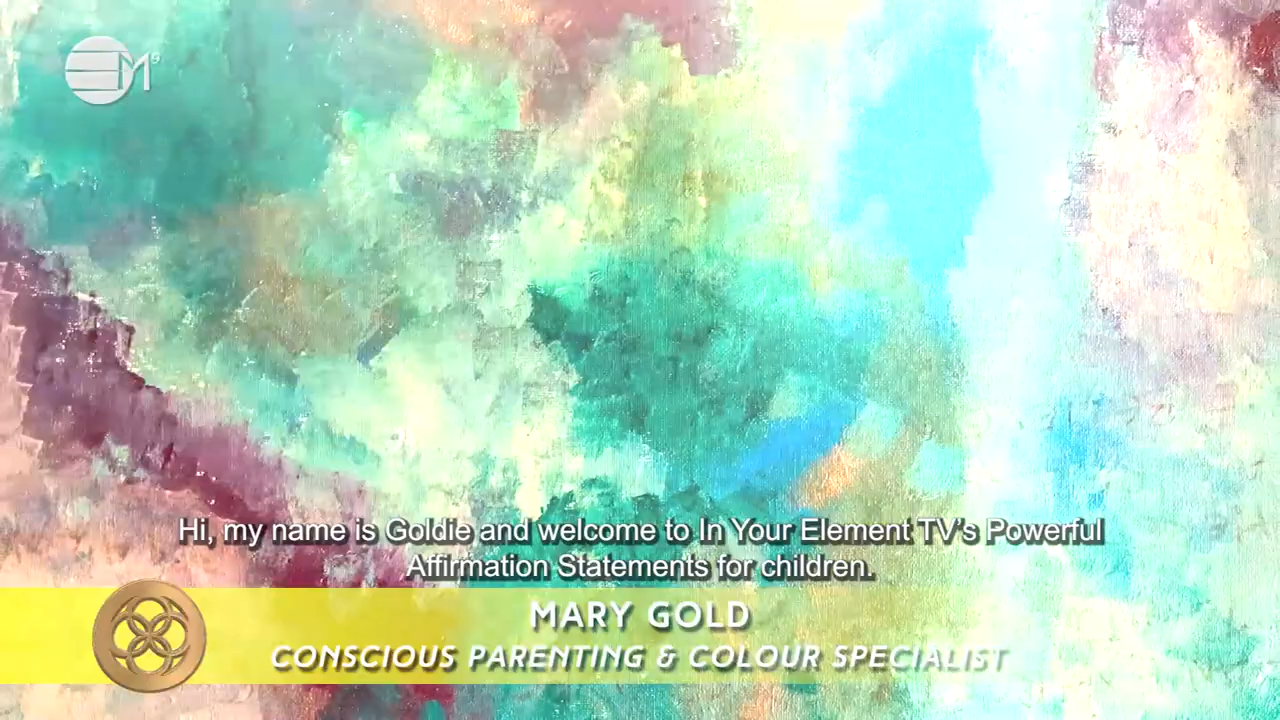 M9
Hi, my name is Goldie and welcome to In Your Element TV's Powerful
Affirmation Statements for children.
MARY GOLD
CONSCIOUS PARENTING & COLOUR SPECIALIST